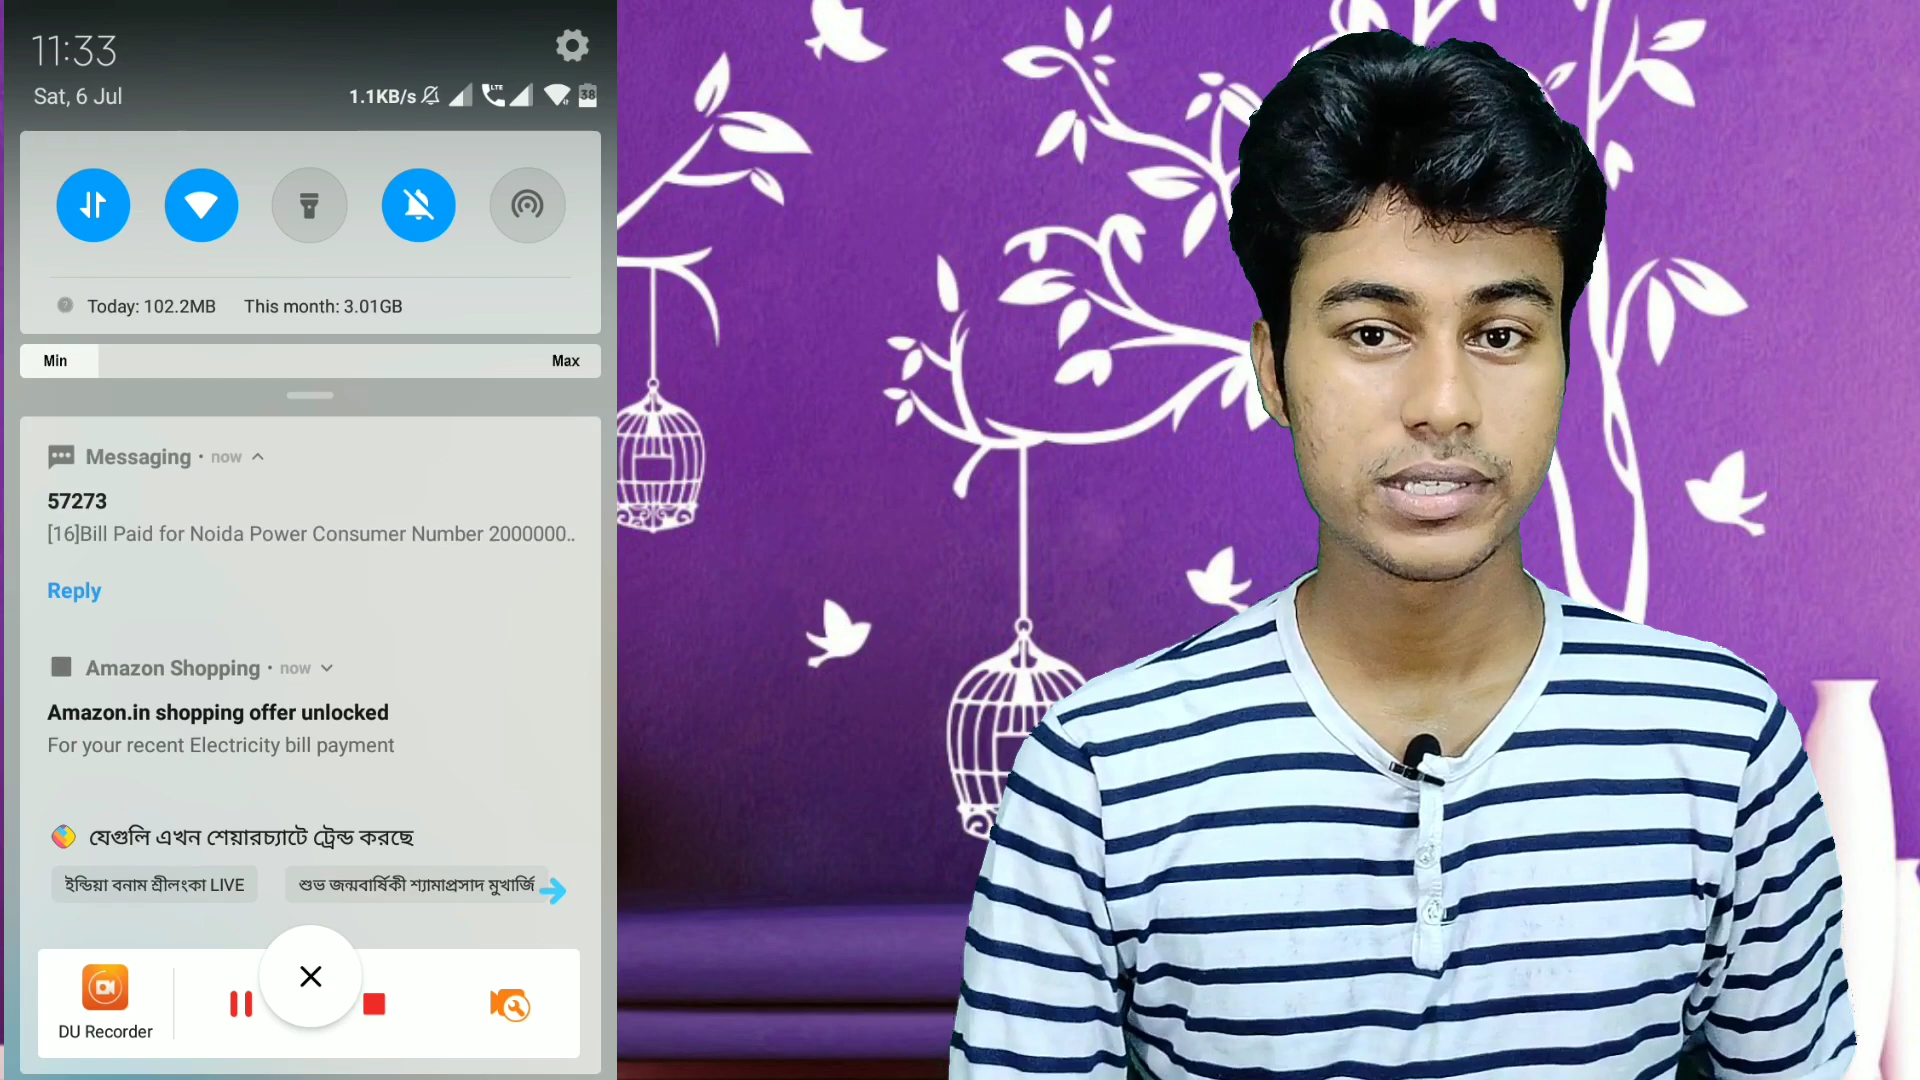 11:33
Sat, 6 Jul
1.1KB/s
LTE
38
Today: 102.2MB This month: 3.01GB
Min Max
Messaging • now
57273
[16]Bill Paid for Noida Power Consumer Number 2000000..
Reply
Amazon Shopping • now
Amazon.in shopping offer unlocked
For your recent Electricity bill payment
যেগুলি এখন শেয়ারচ্যাটে ট্রেন্ড করছে
ইন্ডিয়া বনাম শ্রীলংকা LIVE শুভ জন্মবার্ষিকী শ্যামাপ্রসাদ মুখার্জি
DU Recorder